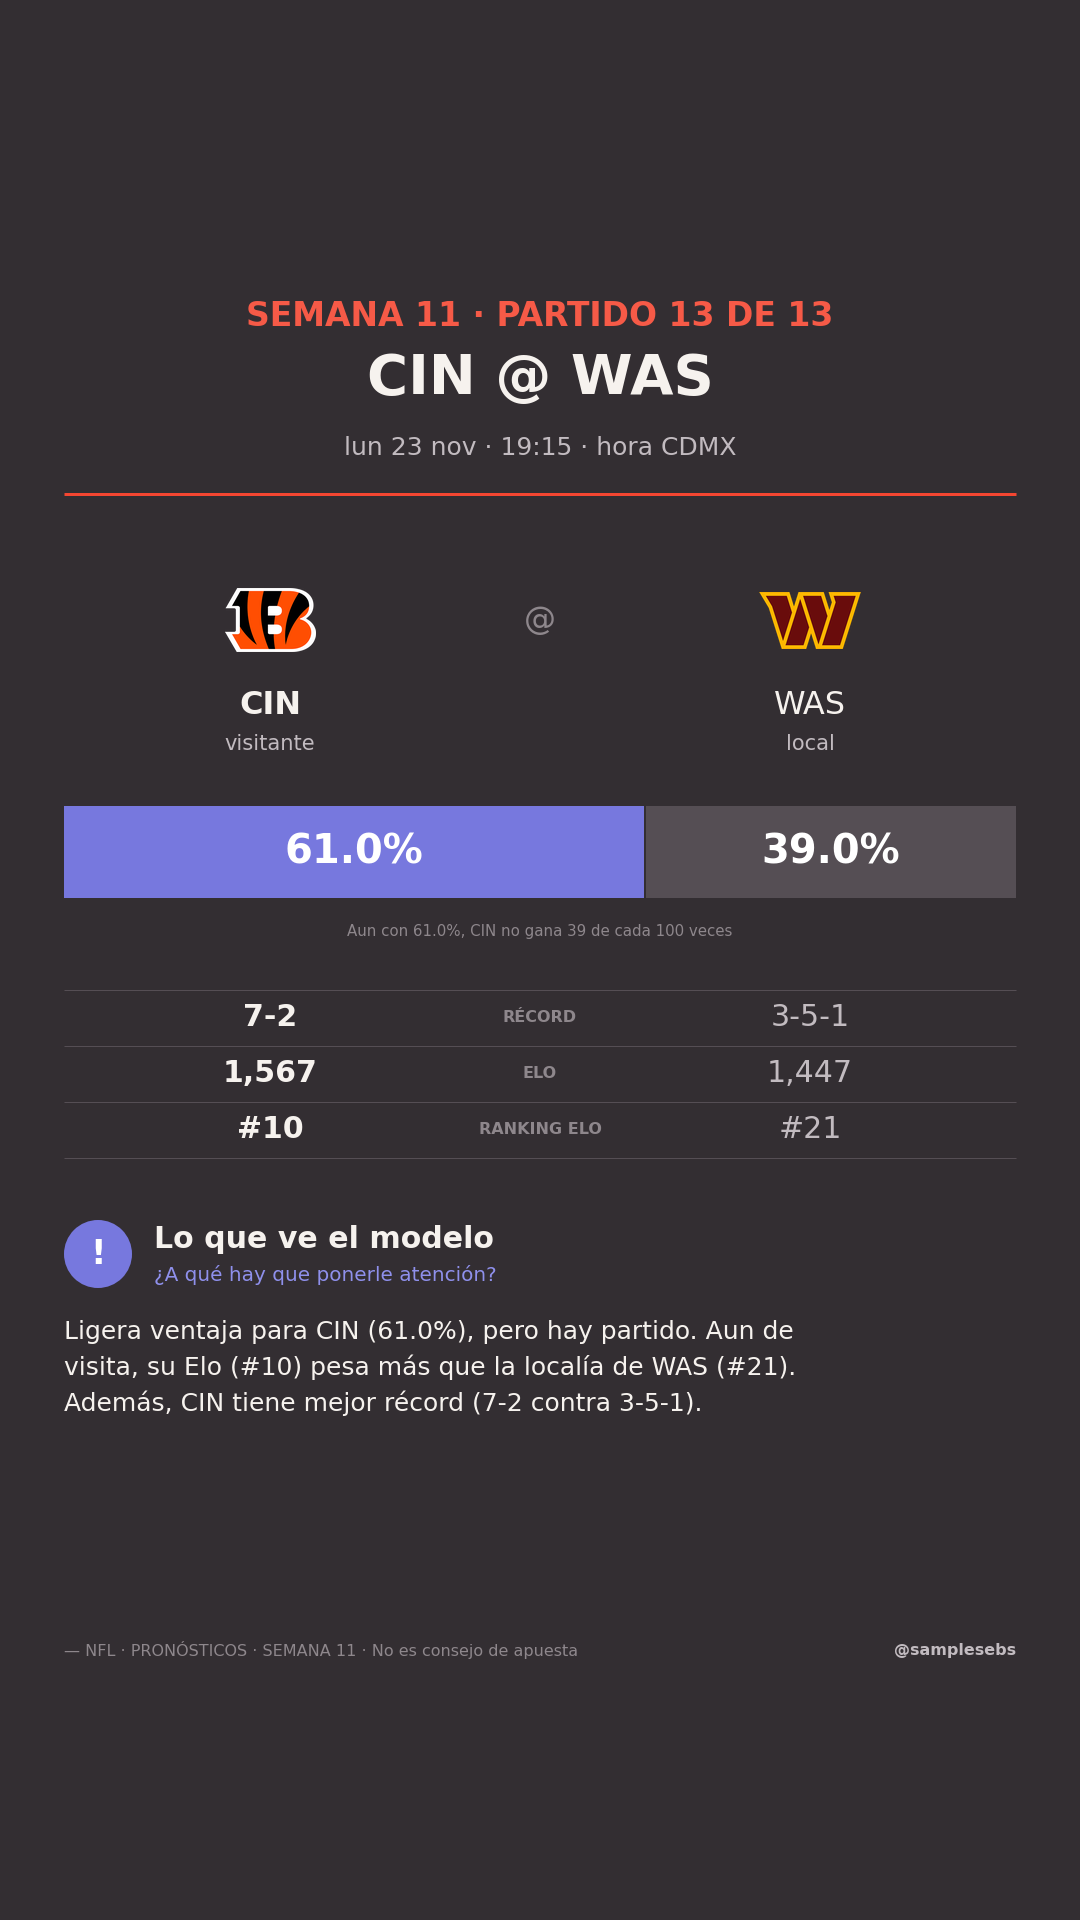 SEMANA 11 · PARTIDO 13 DE 13
CIN @ WAS
lun 23 nov · 19:15 · hora CDMX
@
CIN
WAS
visitante
local
61.0%
39.0%
Aun con 61.0%, CIN no gana 39 de cada 100 veces
7-2 RÉCORD 3-5-1
1,567 ELO 1,447
#10 RANKING ELO #21
!
Lo que ve el modelo
¿A qué hay que ponerle atención?
Ligera ventaja para CIN (61.0%), pero hay partido. Aun de
visita, su Elo (#10) pesa más que la localía de WAS (#21).
Además, CIN tiene mejor récord (7-2 contra 3-5-1).
— NFL · PRONÓSTICOS · SEMANA 11 · No es consejo de apuesta
@samplesebs